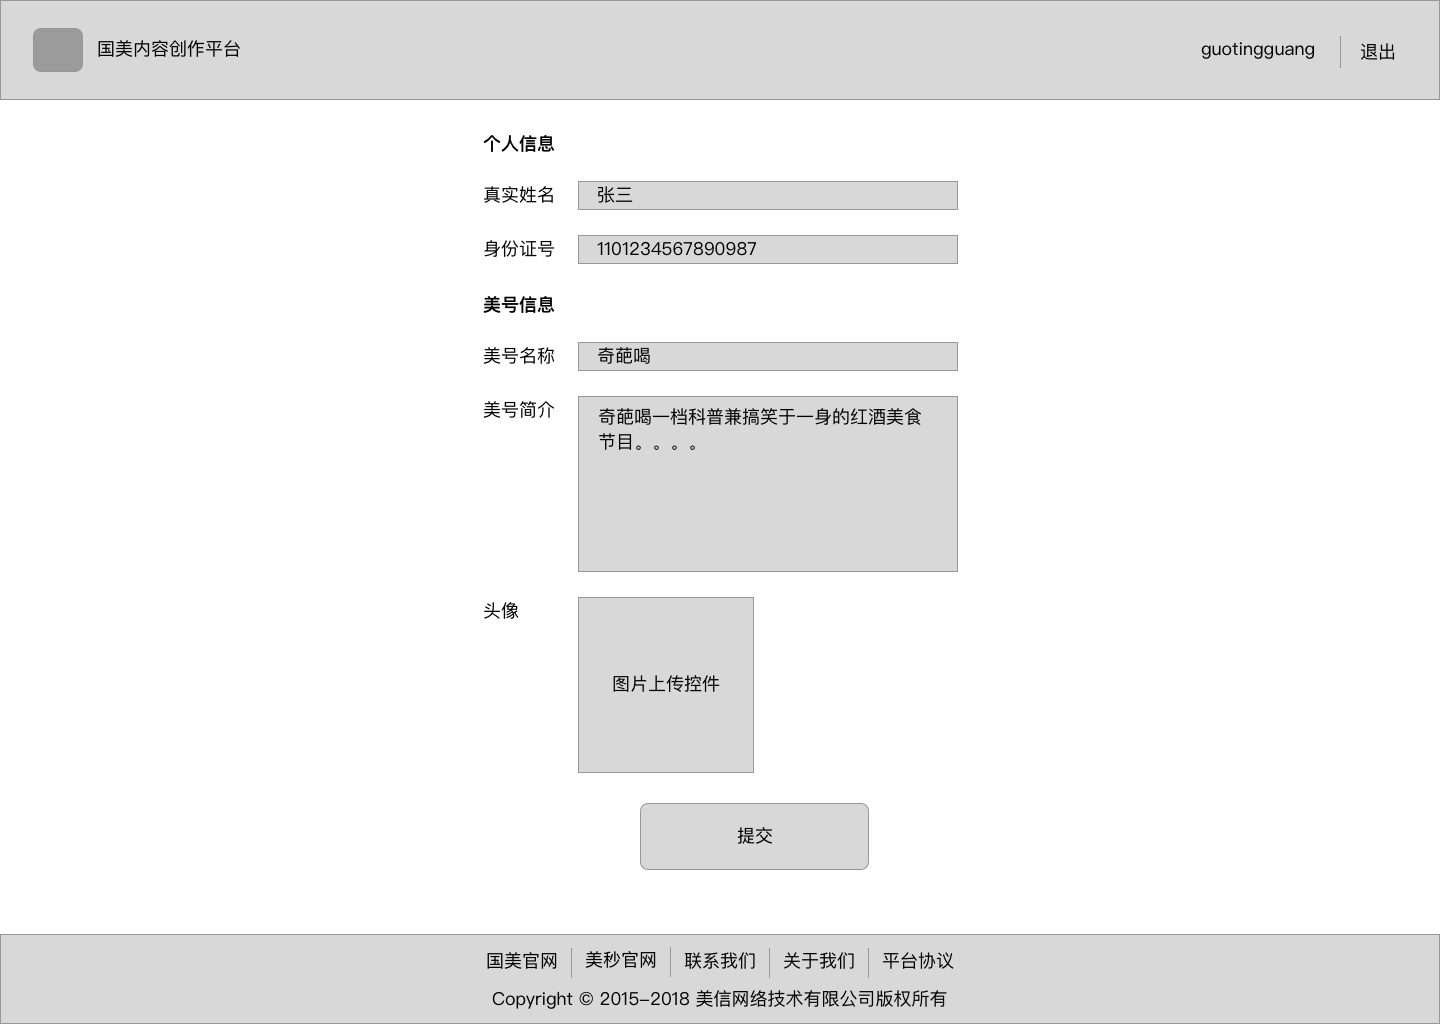 国美内容创作平台
guotingguang
退出
个人信息
真实姓名
张三
身份证号
1101234567890987
美号信息
美号名称
奇葩喝
美号简介
奇葩喝一档科普兼搞笑于一身的红酒美食
节目。。。。
头像
图片上传控件
提交
国美官网
美秒官网
联系我们
关于我们
平台协议
Copyright © 2015-2018 美信网络技术有限公司版权所有